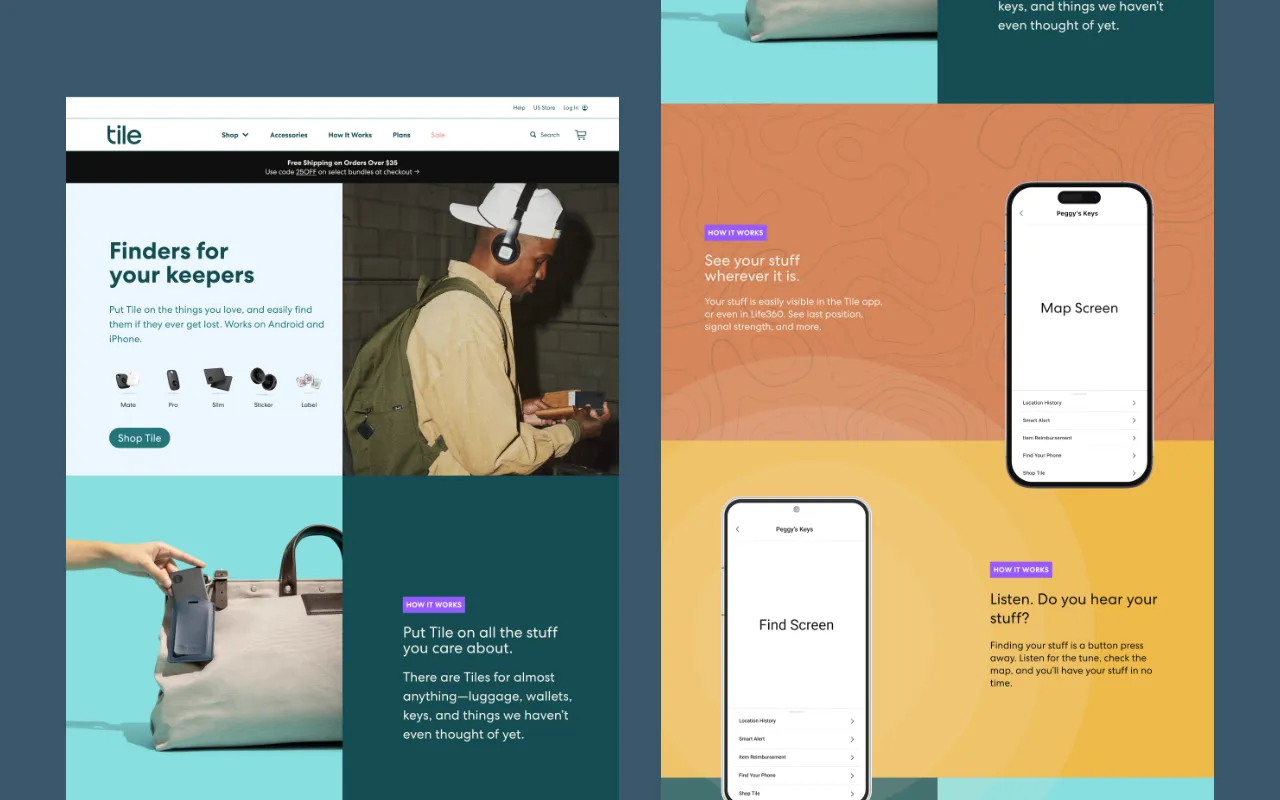 Help US Store Log In
tile
Shop Accessories How It Works Plans Sale
Search
Free Shipping on Orders Over $35
Use code 25OFF on select bundles at checkout →
Finders for
your keepers
Put Tile on the things you love, and easily find
them if they ever get lost. Works on Android and
iPhone.
Mate Pro Slim Sticker Label
Shop Tile
HOW IT WORKS
Put Tile on all the stuff
you care about.
There are Tiles for almost
anything—luggage, wallets,
keys, and things we haven't
even thought of yet.
keys, and things we haven't
even thought of yet.
HOW IT WORKS
See your stuff
wherever it is.
Your stuff is easily visible in the Tile app,
or even in Life360. See last position,
signal strength, and more.
Peggy's Keys
Map Screen
Location History
Smart Alert
Item Reimbursement
Find Your Phone
Shop Tile
Peggy's Keys
Find Screen
Location History
Smart Alert
Item Reimbursement
Find Your Phone
Shop Tile
HOW IT WORKS
Listen. Do you hear your
stuff?
Finding your stuff is a button press
away. Listen for the tune, check the
map, and you'll have your stuff in no
time.